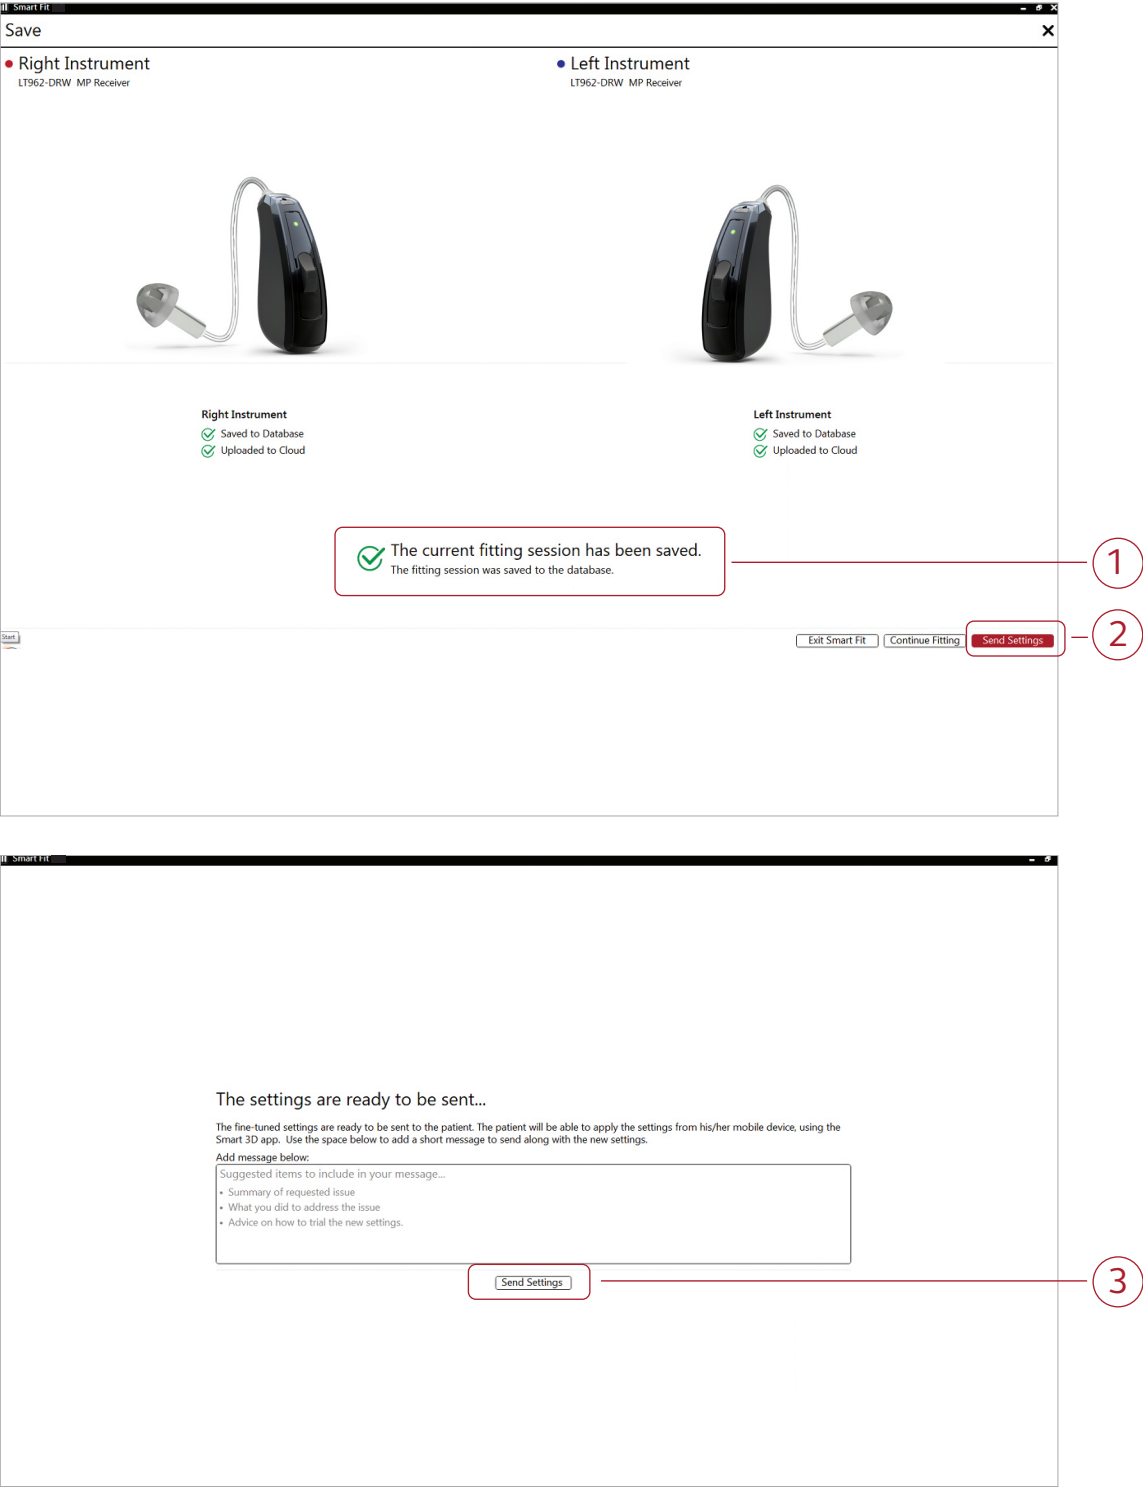 Smart Fit
Save
Right Instrument
LT962-DRW MP Receiver
Left Instrument
LT962-DRW MP Receiver
Right Instrument
Saved to Database
Uploaded to Cloud
Left Instrument
Saved to Database
Uploaded to Cloud
The current fitting session has been saved.
The fitting session was saved to the database.
1
Start
Exit Smart Fit
Continue Fitting
Send Settings
2
Smart Fit
The settings are ready to be sent...
The fine-tuned settings are ready to be sent to the patient. The patient will be able to apply the settings from his/her mobile device, using the
Smart 3D app. Use the space below to add a short message to send along with the new settings.
Add message below:
Suggested items to include in your message...
• Summary of requested issue
• What you did to address the issue
• Advice on how to trial the new settings.
Send Settings
3